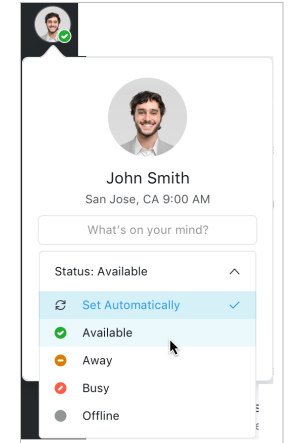 John Smith
San Jose, CA 9:00 AM
What's on your mind?
Status: Available
Set Automatically
Available
Away
Busy
Offline